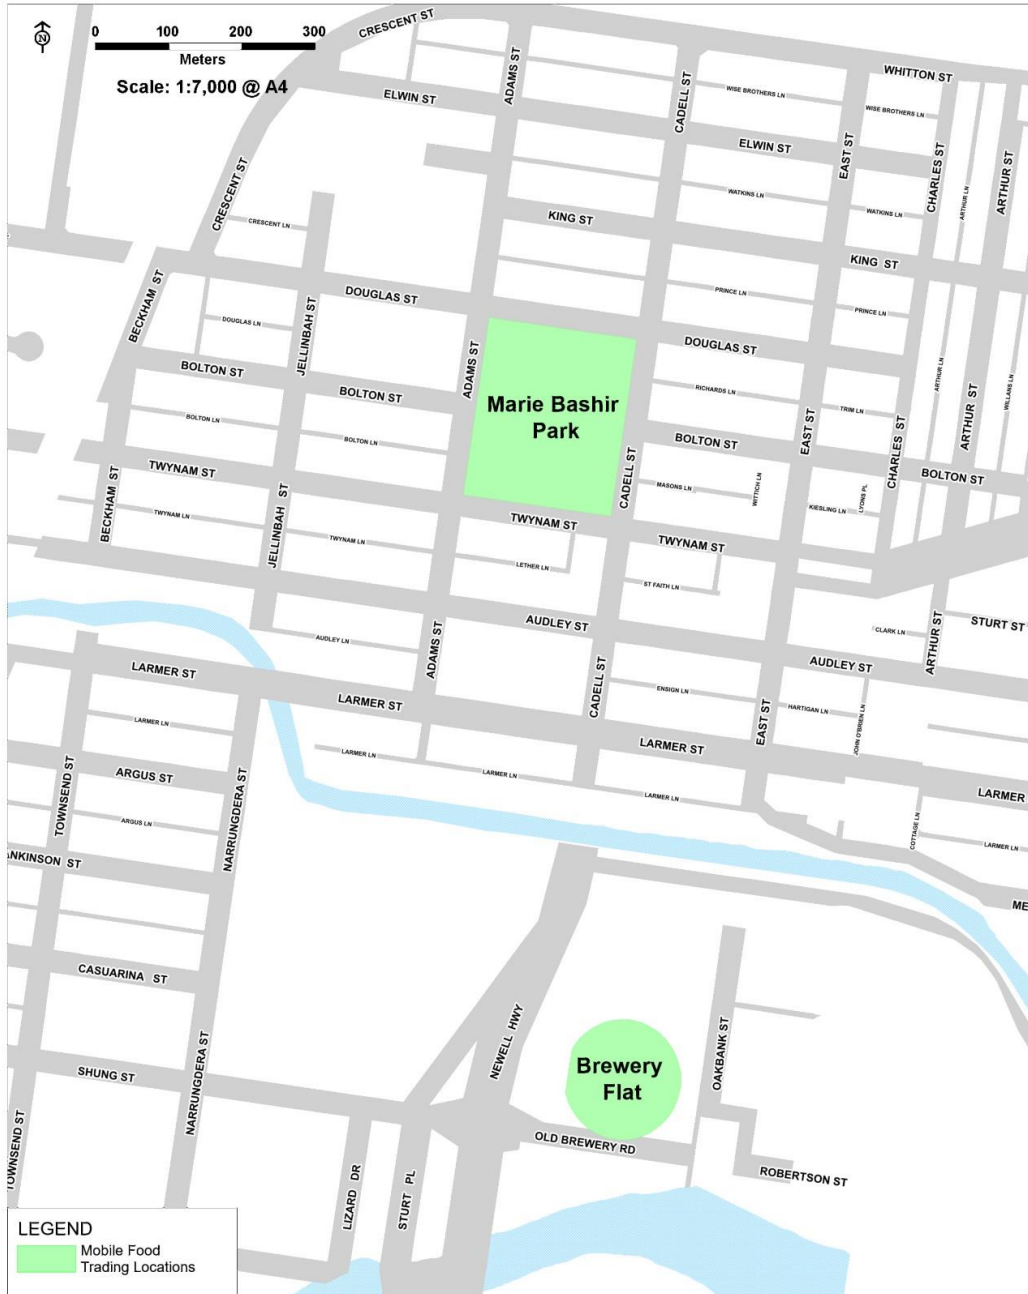 CRESCENT ST
N
0 100 200 300
Meters
Scale: 1:7,000 @ A4
WHITTON ST
ADAMS ST
CADELL ST
ELWIN ST
WISE BROTHERS LN
WISE BROTHERS LN
ELWIN ST
EAST ST
CHARLES ST
ARTHUR ST
ARTHUR LN
CRESCENT ST
WATKINS LN
WATKINS LN
CRESCENT LN
KING ST
KING ST
BECKHAM ST
DOUGLAS ST
PRINCE LN
PRINCE LN
DOUGLAS LN
JELLINBAH ST
DOUGLAS ST
ADAMS ST
BOLTON ST
BOLTON ST
RICHARDS LN
ARTHUR LN
WILLANS LN
Marie Bashir
Park
TRIM LN
ARTHUR ST
BOLTON LN
BOLTON LN
BOLTON ST
EAST ST
CHARLES ST
BOLTON ST
TWYNAM ST
CADELL ST
MASONS LN
WITTICH LN
LYONS PL
KIESLING LN
BECKHAM ST
TWYNAM LN
JELLINBAH ST
TWYNAM ST
TWYNAM LN
TWYNAM ST
LETHER LN
ST FAITH LN
AUDLEY ST
STURT ST
CLARK LN
AUDLEY LN
ADAMS ST
ARTHUR ST
LARMER ST
AUDLEY ST
CADELL ST
ENSIGN LN
LARMER ST
HARTIGAN LN
EAST ST
JOHN O'BRIEN LN
LARMER LN
LARMER ST
LARMER LN
LARMER LN
ARGUS ST
LARMER LN
LARMER
TOWNSEND ST
NARRUNGDERA ST
ARGUS LN
COTTAGE LN
LARMER LN
ANKINSON ST
ME
CASUARINA ST
NEWELL HWY
OAKBANK ST
NARRUNGDERA ST
Brewery
Flat
SHUNG ST
OLD BREWERY RD
TOWNSEND ST
LIZARD DR
STURT PL
ROBERTSON ST
LEGEND
Mobile Food
Trading Locations